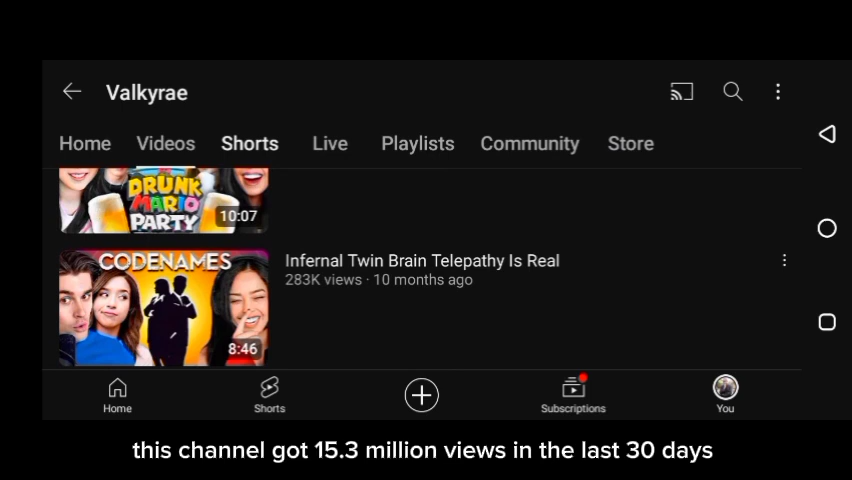 Valkyrae
Home Videos Shorts Live Playlists Community Store
DRUNK
MARIO
PARTY
10:07
CODENAMES
8:46
Infernal Twin Brain Telepathy Is Real
283K views · 10 months ago
Home Shorts Subscriptions You
this channel got 15.3 million views in the last 30 days